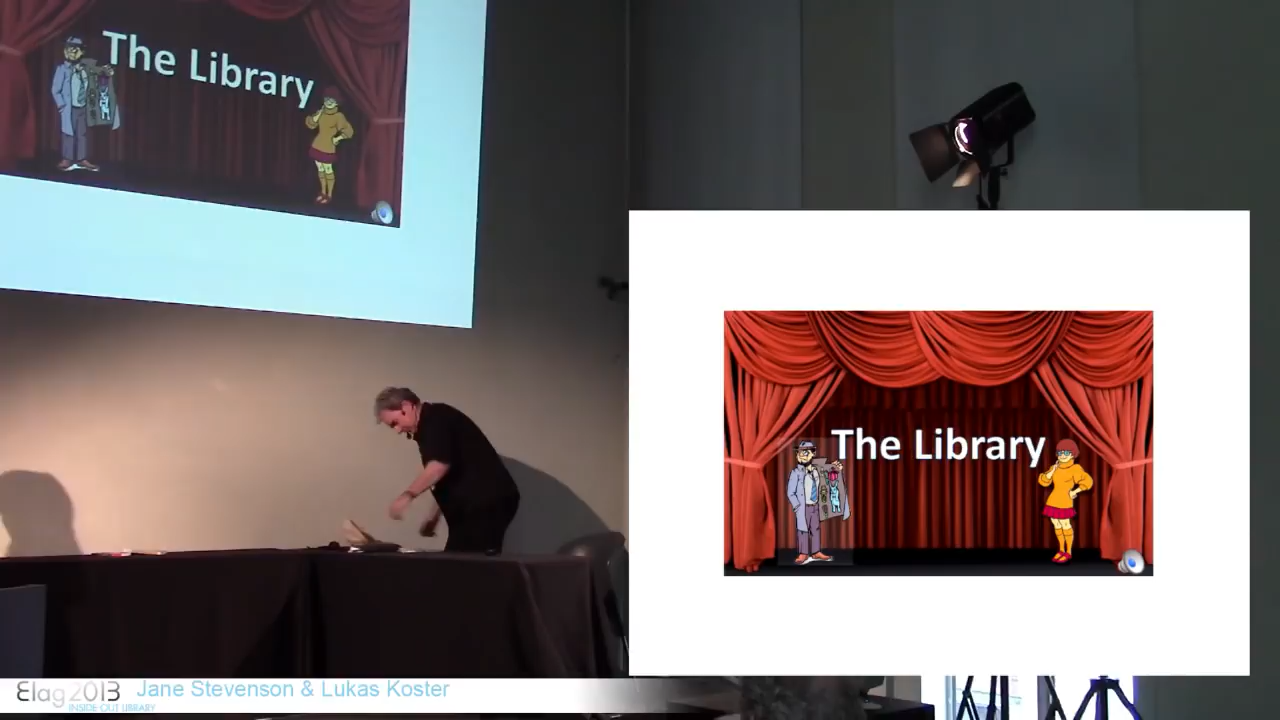 The Library
The Library
Elag2013 Jane Stevenson & Lukas Koster
INSIDE-OUT LIBRARY